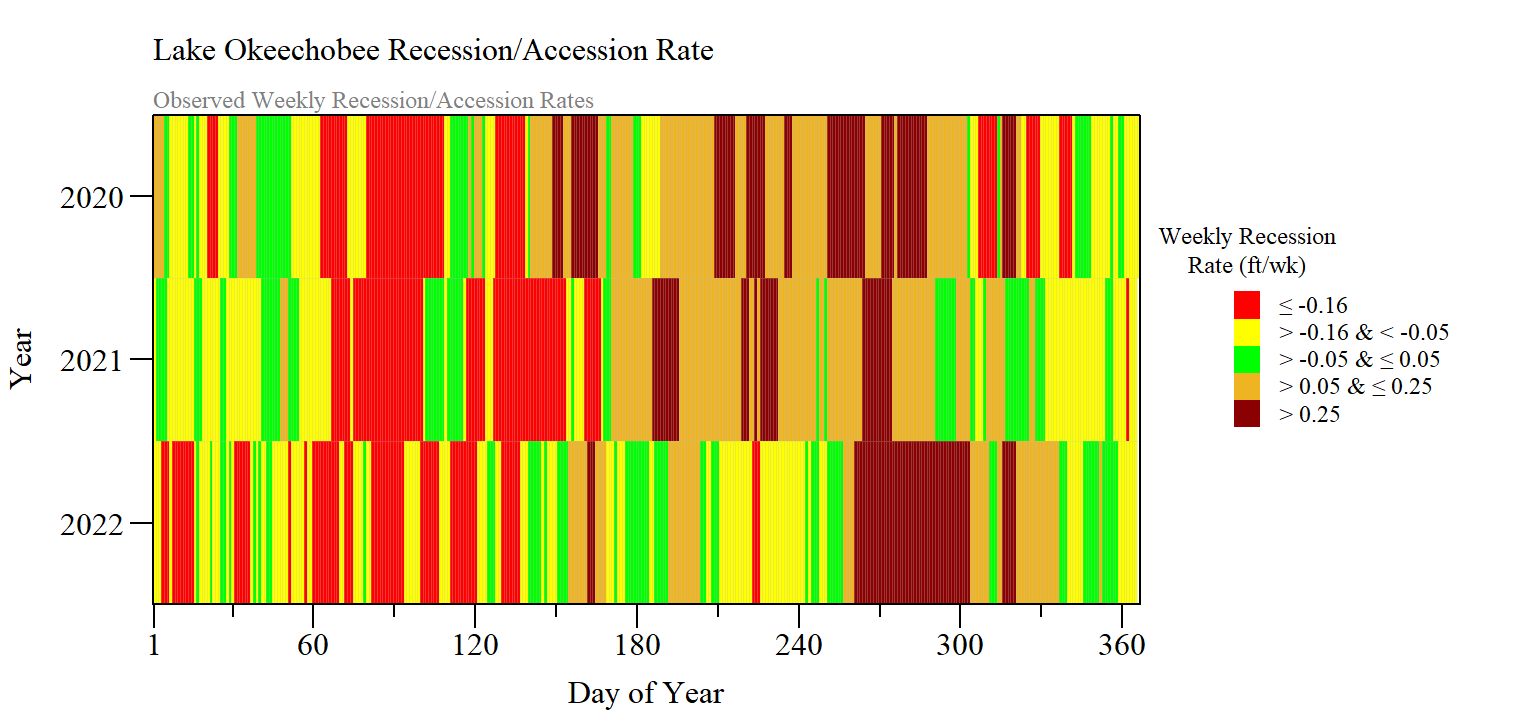 Lake Okeechobee Recession/Accession Rate
Observed Weekly Recession/Accession Rates
Year
2020
2021
2022
1 60 120 180 240 300 360
Day of Year
Weekly Recession
Rate (ft/wk)
≤ -0.16
> -0.16 & < -0.05
> -0.05 & ≤ 0.05
> 0.05 & ≤ 0.25
> 0.25